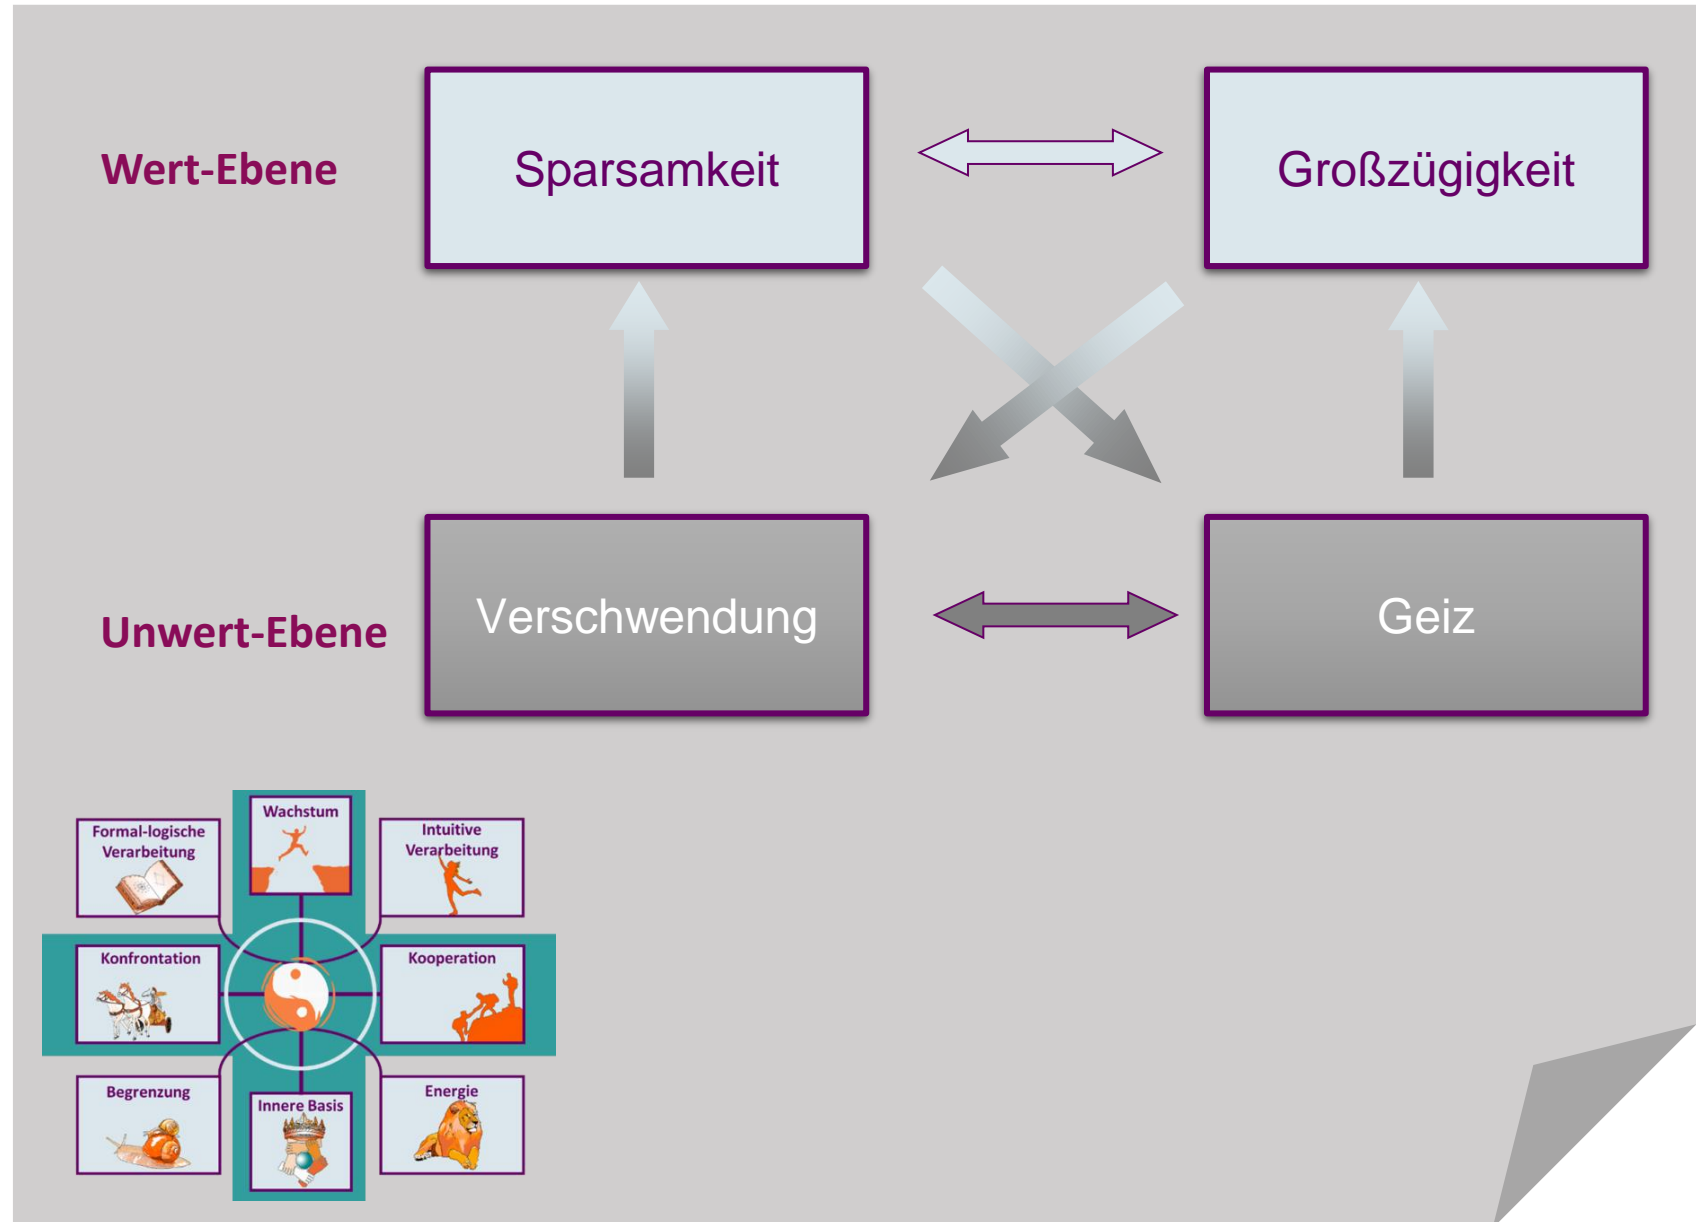 Wert-Ebene
Sparsamkeit
Großzügigkeit
Unwert-Ebene
Verschwendung
Geiz
Formal-logische
Verarbeitung
Wachstum
Intuitive
Verarbeitung
Konfrontation
Kooperation
Begrenzung
Innere Basis
Energie